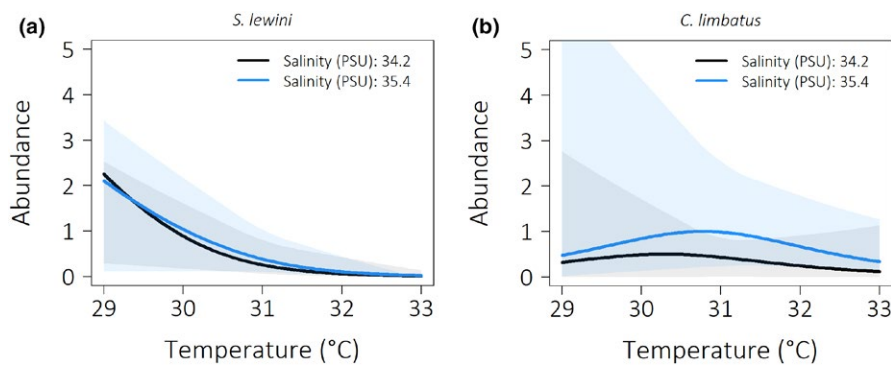 (a)
S. lewini
Abundance
5
4
3
2
1
0
Salinity (PSU): 34.2
Salinity (PSU): 35.4
29 30 31 32 33
Temperature (°C)
(b)
C. limbatus
Abundance
5
4
3
2
1
0
Salinity (PSU): 34.2
Salinity (PSU): 35.4
29 30 31 32 33
Temperature (°C)